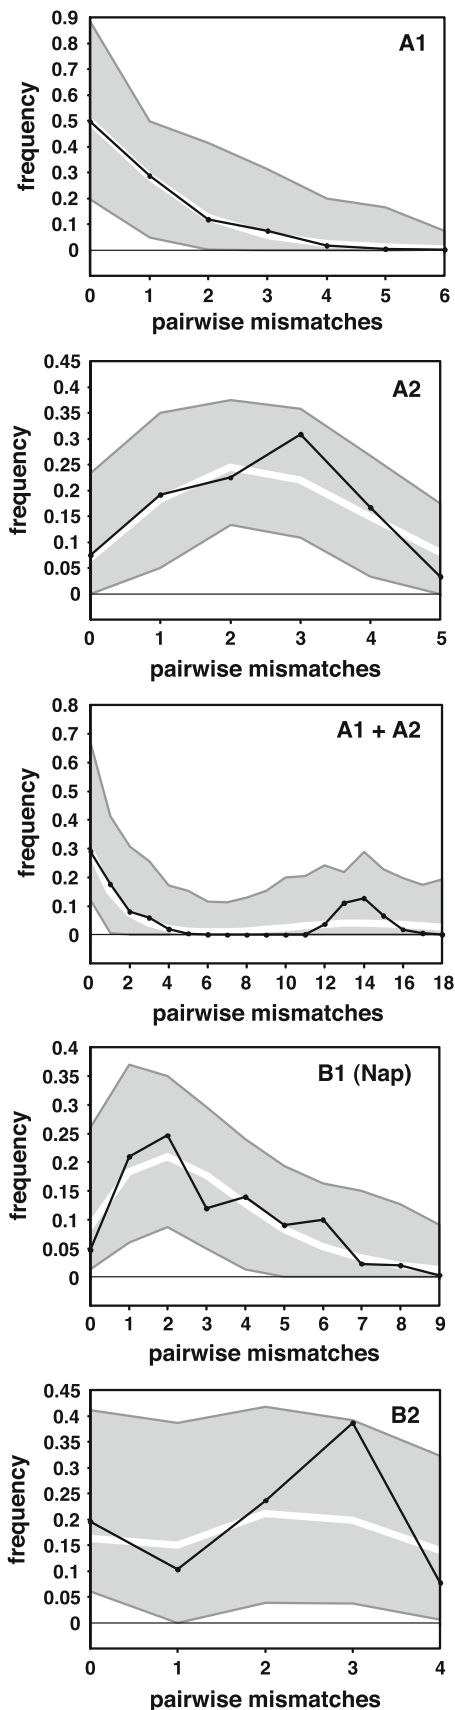 A1
frequency
0.9
0.8
0.7
0.6
0.5
0.4
0.3
0.2
0.1
0
0 1 2 3 4 5 6
pairwise mismatches
A2
frequency
0.45
0.4
0.35
0.3
0.25
0.2
0.15
0.1
0.05
0
0 1 2 3 4 5
pairwise mismatches
A1 + A2
frequency
0.8
0.7
0.6
0.5
0.4
0.3
0.2
0.1
0
0 2 4 6 8 10 12 14 16 18
pairwise mismatches
B1 (Nap)
frequency
0.4
0.35
0.3
0.25
0.2
0.15
0.1
0.05
0
0 1 2 3 4 5 6 7 8 9
pairwise mismatches
B2
frequency
0.45
0.4
0.35
0.3
0.25
0.2
0.15
0.1
0.05
0
0 1 2 3 4
pairwise mismatches